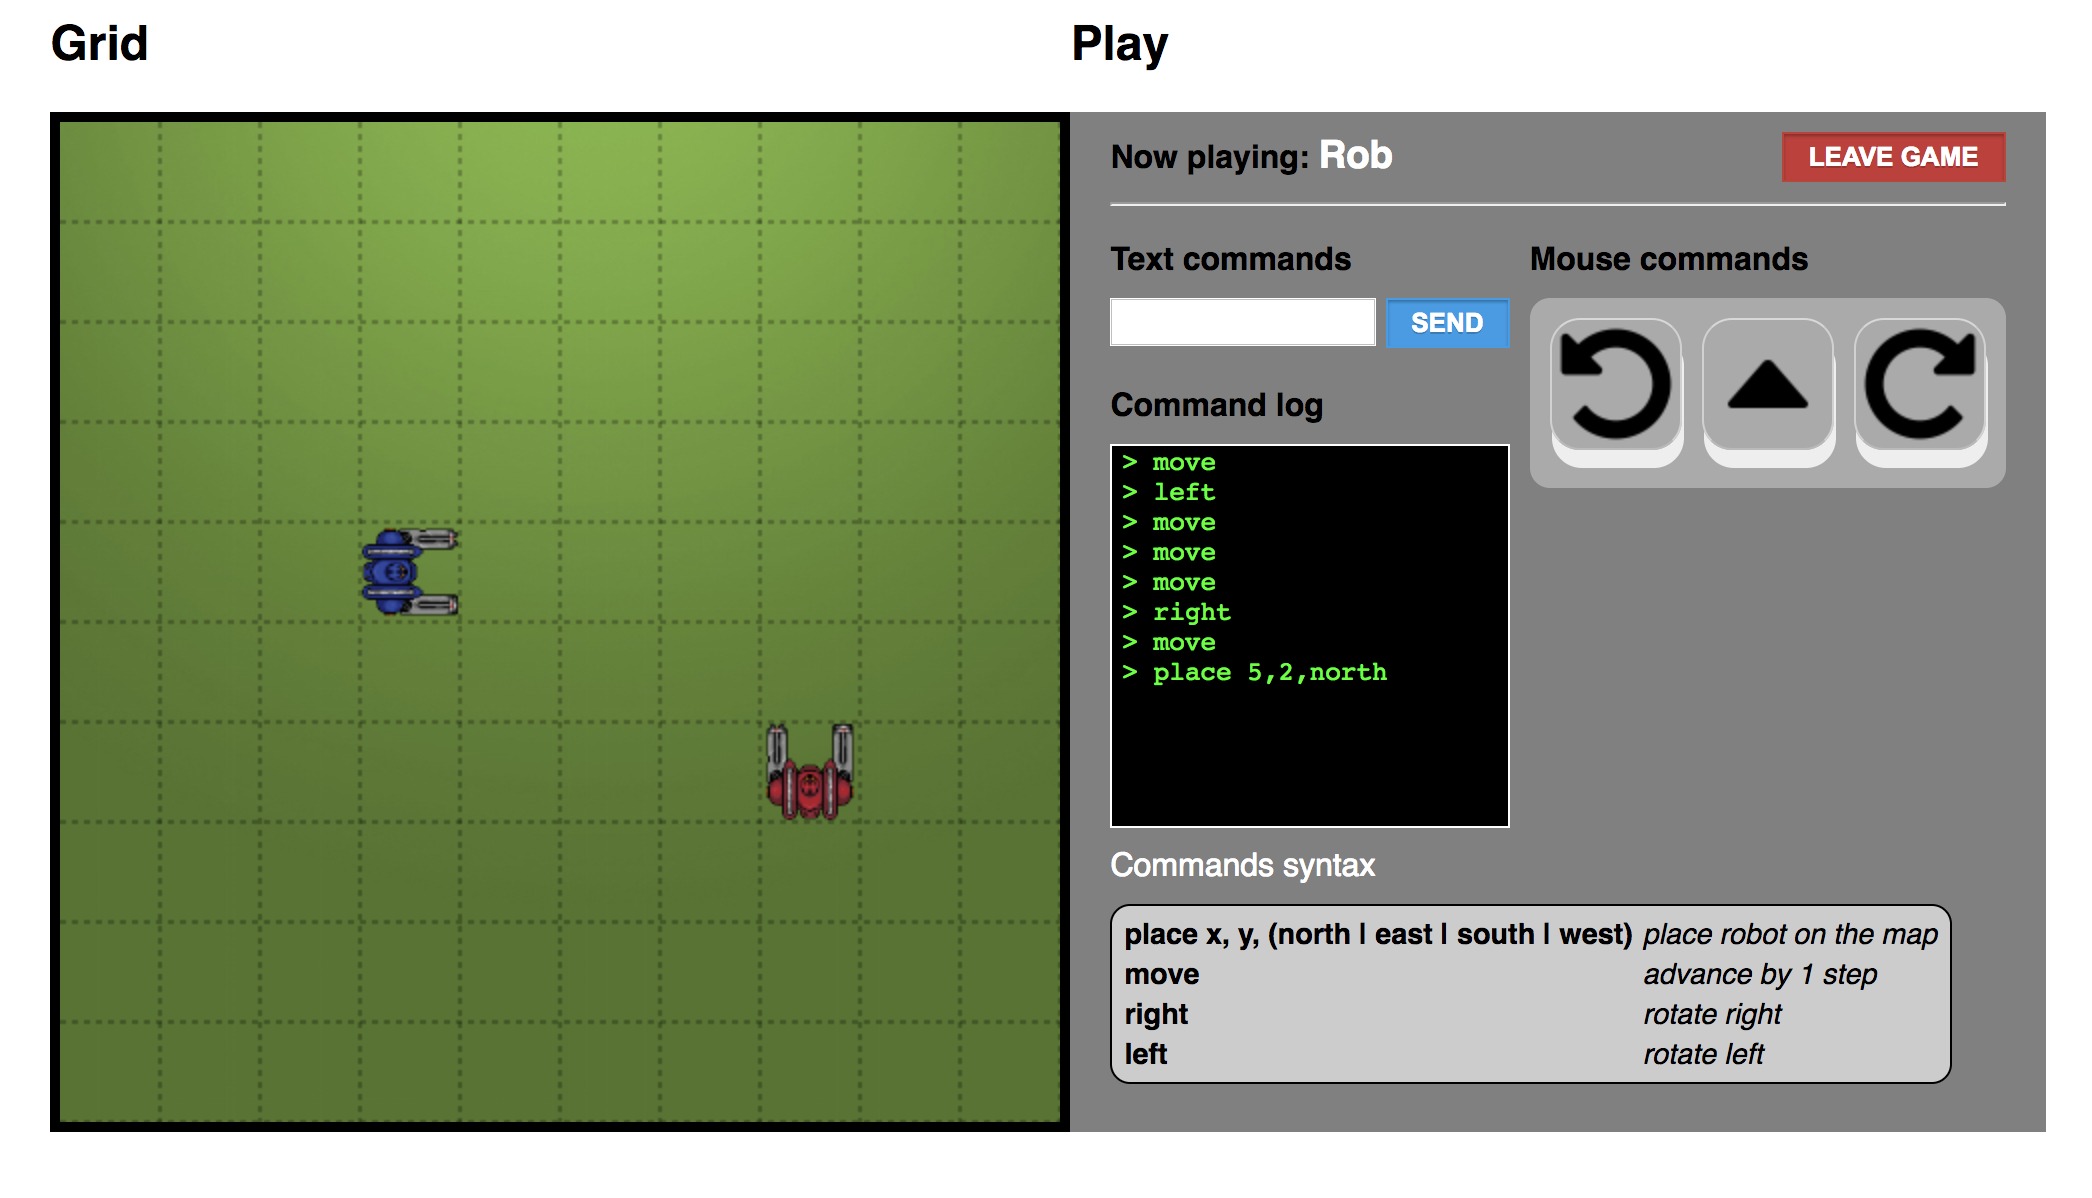 Grid
Play
Now playing: Rob
LEAVE GAME
Text commands
Mouse commands
SEND
Command log
> move
> left
> move
> move
> move
> right
> move
> place 5,2,north
Commands syntax
place x, y, (north | east | south | west) place robot on the map
move advance by 1 step
right rotate right
left rotate left